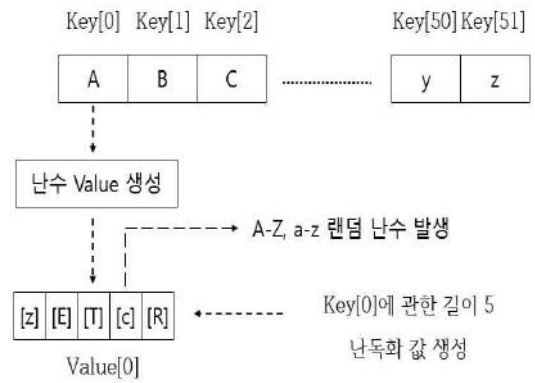 Key[0] Key[1] Key[2] Key[50] Key[51]
A B C y z
난수 Value 생성
A-Z, a-z 랜덤 난수 발생
[z] [E] [T] [c] [R]
Key[0]에 관한 길이 5
난독화 값 생성
Value[0]